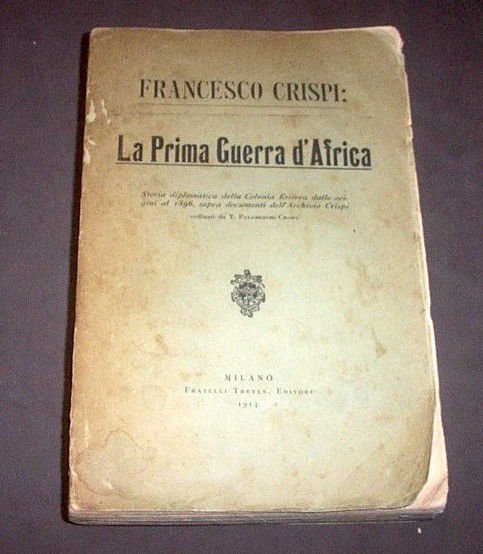 FRANCESCO CRISPI:
La Prima Guerra d'Africa
Storia diplomatica della Colonia Eritrea dalle ori-
gini al 1896, sopra documenti dell'Archivio Crispi
ordinati da T. PALAMENGHI-CRISPI
MILANO
FRATELLI TREVES, EDITORI
1914